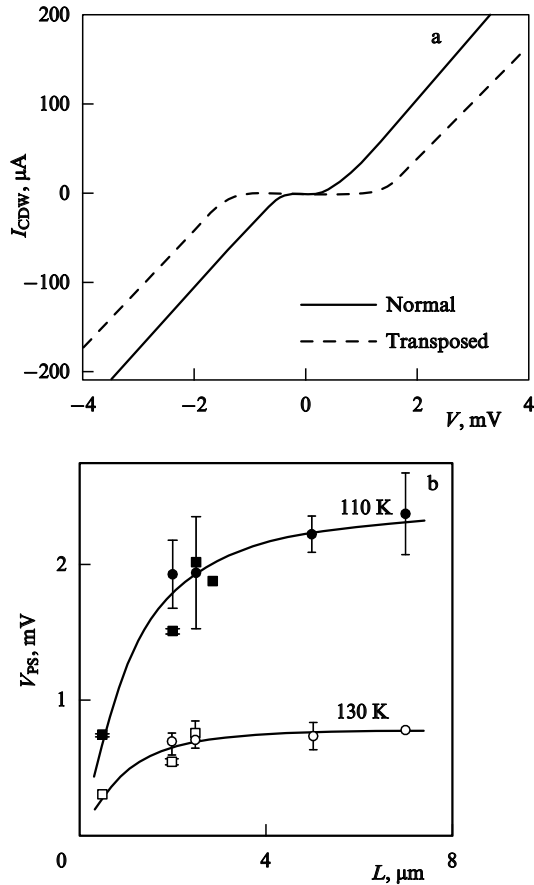 200
a
100
I_CDW, μA
0
−100
Normal
Transposed
−200
−4
−2
0
2
4
V, mV
b
110 K
2
V_PS, mV
1
130 K
0
4
8
L, μm